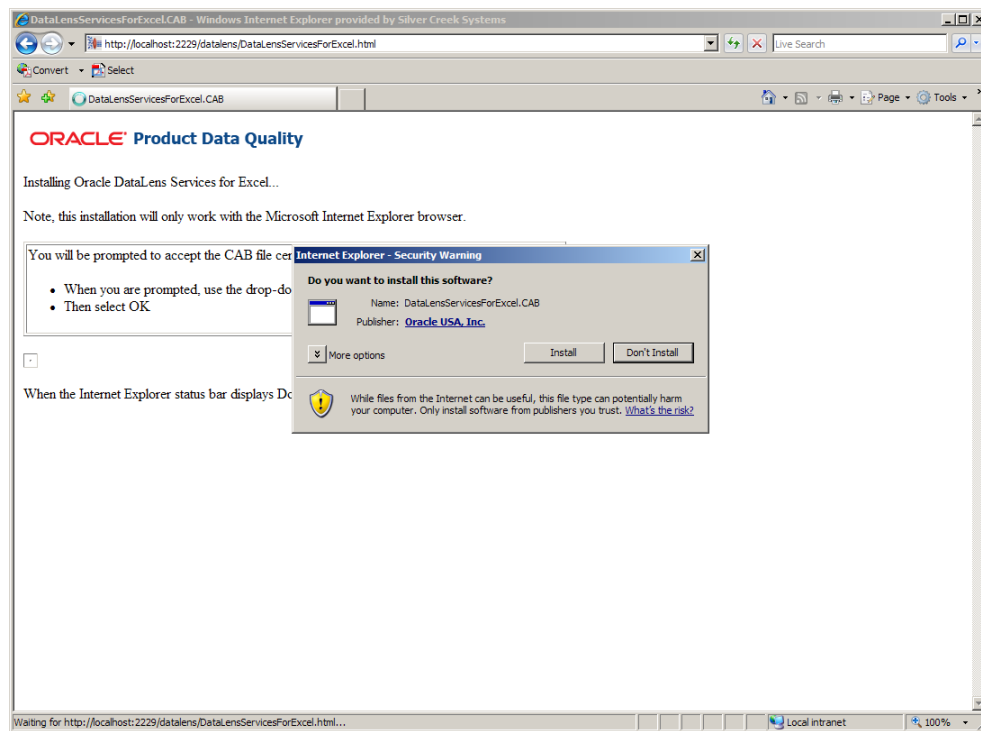 DataLensServicesForExcel.CAB - Windows Internet Explorer provided by Silver Creek Systems
http://localhost:2229/datalens/DataLensServicesForExcel.html
Live Search
Convert
Select
DataLensServicesForExcel.CAB
Page
Tools
ORACLE Product Data Quality
Installing Oracle DataLens Services for Excel...
Note, this installation will only work with the Microsoft Internet Explorer browser.
You will be prompted to accept the CAB file cer
• When you are prompted, use the drop-do
• Then select OK
When the Internet Explorer status bar displays Do
Internet Explorer - Security Warning
Do you want to install this software?
Name: DataLensServicesForExcel.CAB
Publisher: Oracle USA, Inc.
More options
Install
Don't Install
While files from the Internet can be useful, this file type can potentially harm
your computer. Only install software from publishers you trust. What's the risk?
Waiting for http://localhost:2229/datalens/DataLensServicesForExcel.html...
Local intranet
100%